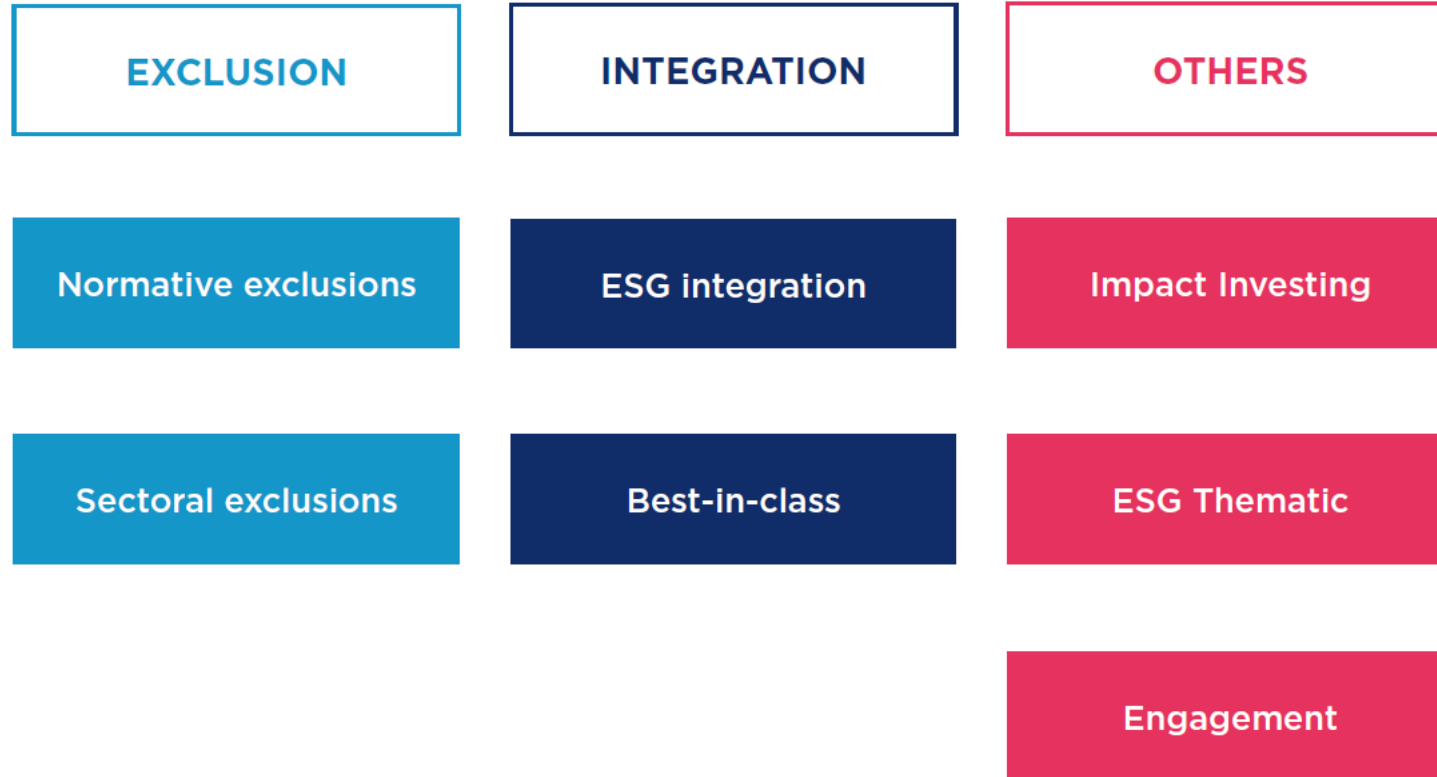 EXCLUSION
INTEGRATION
OTHERS
Normative exclusions
ESG integration
Impact Investing
Sectoral exclusions
Best-in-class
ESG Thematic
Engagement